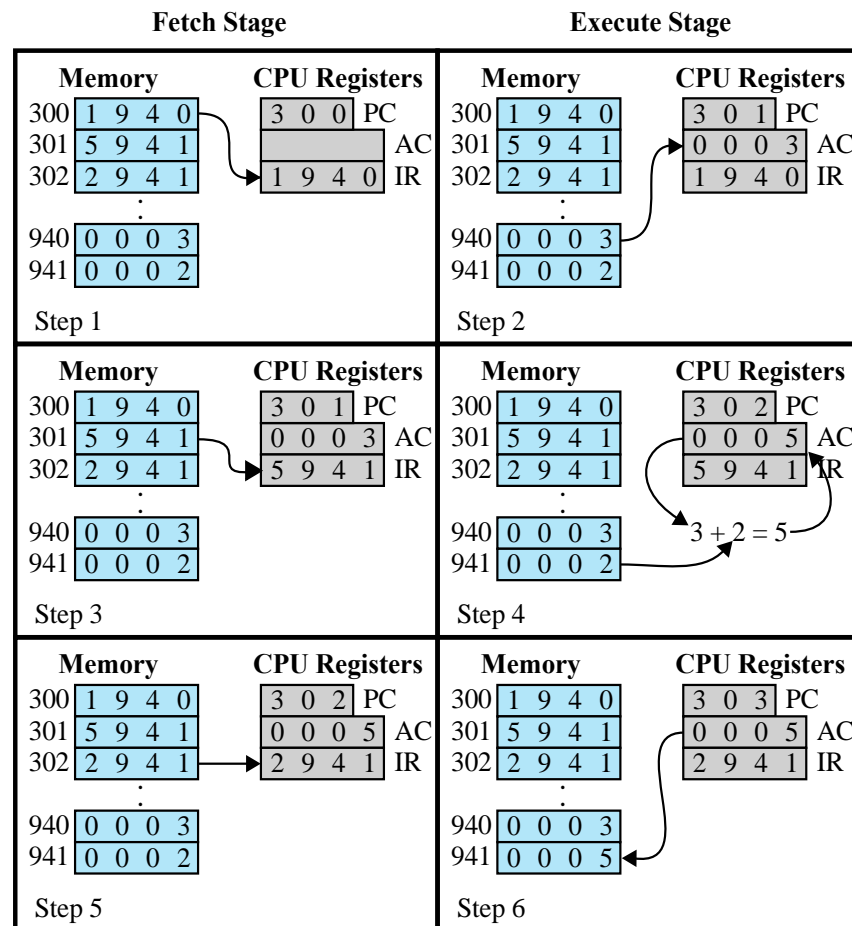 Fetch Stage Execute Stage
Memory CPU Registers
300 1 9 4 0 3 0 0 PC
301 5 9 4 1 AC
302 2 9 4 1 1 9 4 0 IR
:
940 0 0 0 3
941 0 0 0 2
Step 1
Memory CPU Registers
300 1 9 4 0 3 0 1 PC
301 5 9 4 1 0 0 0 3 AC
302 2 9 4 1 1 9 4 0 IR
:
940 0 0 0 3
941 0 0 0 2
Step 2
Memory CPU Registers
300 1 9 4 0 3 0 1 PC
301 5 9 4 1 0 0 0 3 AC
302 2 9 4 1 5 9 4 1 IR
:
940 0 0 0 3
941 0 0 0 2
Step 3
Memory CPU Registers
300 1 9 4 0 3 0 2 PC
301 5 9 4 1 0 0 0 5 AC
302 2 9 4 1 5 9 4 1 IR
:
940 0 0 0 3 3 + 2 = 5
941 0 0 0 2
Step 4
Memory CPU Registers
300 1 9 4 0 3 0 2 PC
301 5 9 4 1 0 0 0 5 AC
302 2 9 4 1 2 9 4 1 IR
:
940 0 0 0 3
941 0 0 0 2
Step 5
Memory CPU Registers
300 1 9 4 0 3 0 3 PC
301 5 9 4 1 0 0 0 5 AC
302 2 9 4 1 2 9 4 1 IR
:
940 0 0 0 3
941 0 0 0 5
Step 6